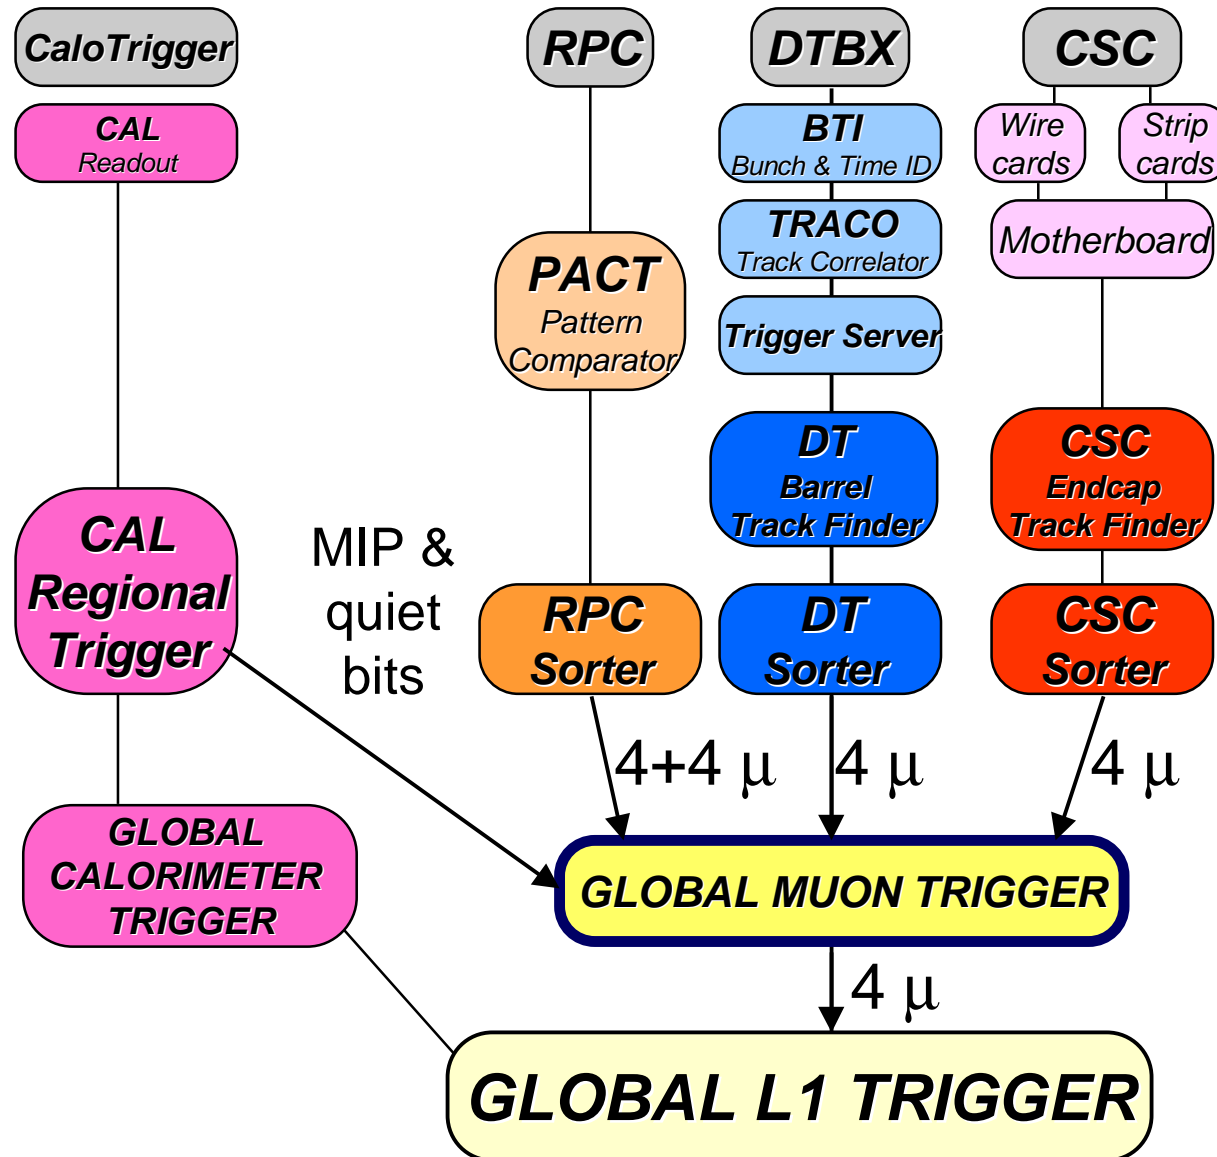 CaloTrigger
RPC
DTBX
CSC
CAL
Readout
BTI
Bunch & Time ID
Wire
cards
Strip
cards
TRACO
Track Correlator
Motherboard
PACT
Pattern
Comparator
Trigger Server
DT
Barrel
Track Finder
CSC
Endcap
Track Finder
CAL
Regional
Trigger
MIP &
quiet
bits
RPC
Sorter
DT
Sorter
CSC
Sorter
4+4 μ
4 μ
4 μ
GLOBAL
CALORIMETER
TRIGGER
GLOBAL MUON TRIGGER
4 μ
GLOBAL L1 TRIGGER